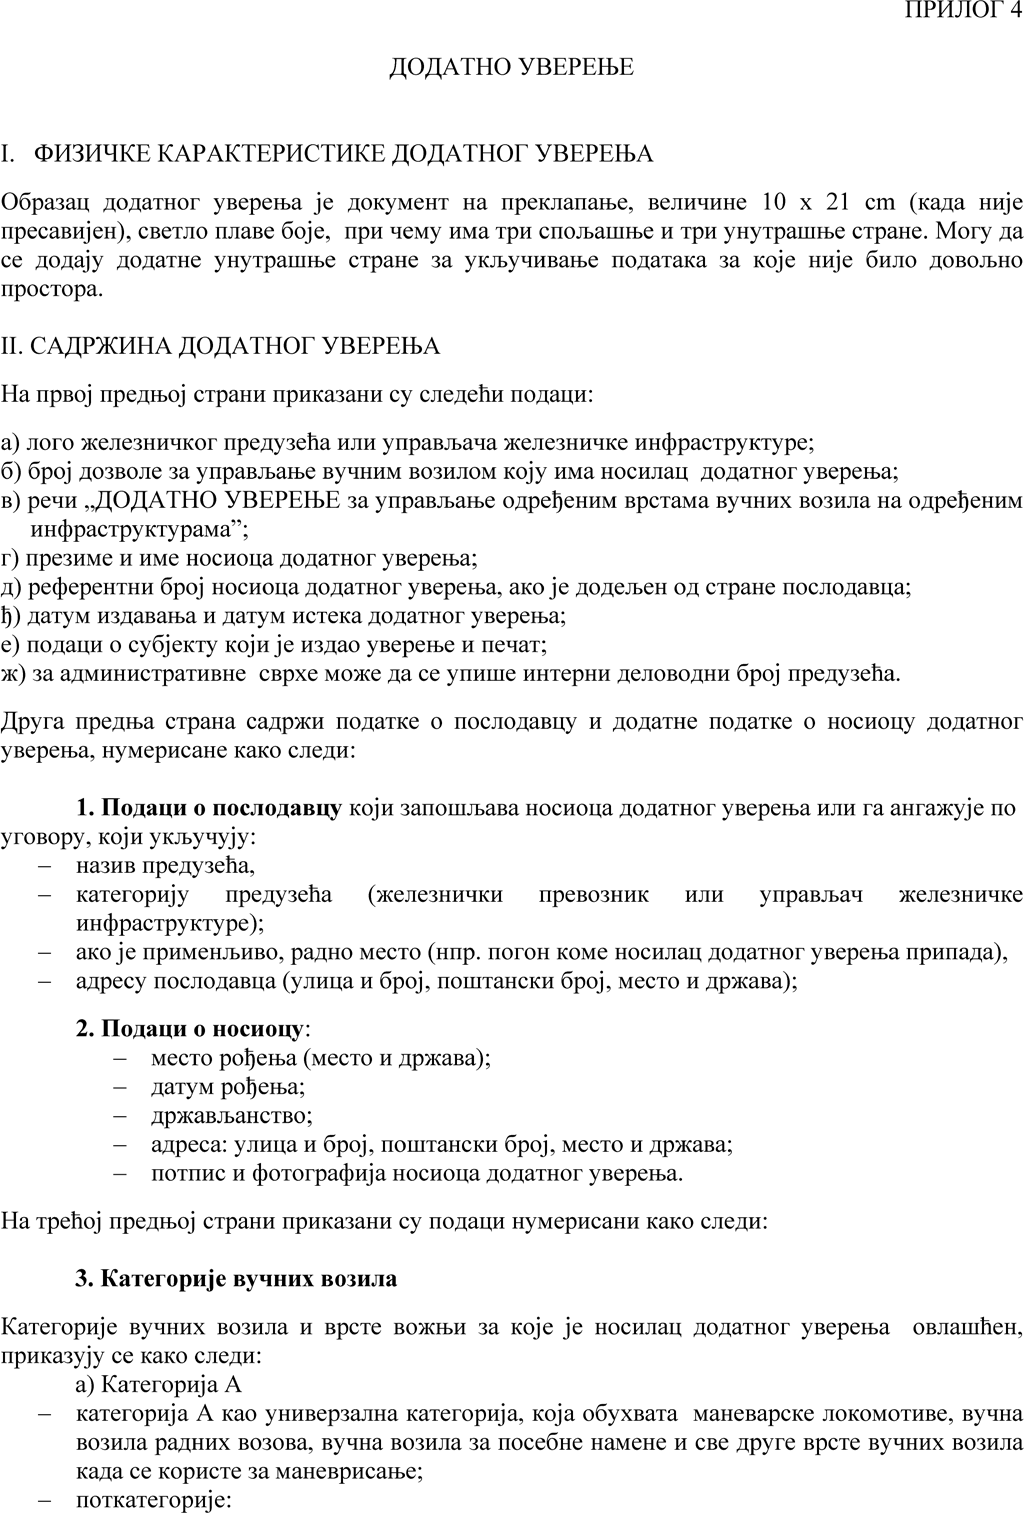 ПРИЛОГ 4
ДОДАТНО УВЕРЕЊЕ
I. ФИЗИЧКЕ КАРАКТЕРИСТИКЕ ДОДАТНОГ УВЕРЕЊА
Образац додатног уверења је документ на преклапање, величине 10 x 21 cm (када није
пресавијен), светло плаве боје, при чему има три спољашње и три унутрашње стране. Могу да
се додају додатне унутрашње стране за укључивање података за које није било довољно
простора.
II. САДРЖИНА ДОДАТНОГ УВЕРЕЊА
На првој предњој страни приказани су следећи подаци:
а) лого железничког предузећа или управљача железничке инфраструктуре;
б) број дозволе за управљање вучним возилом коју има носилац додатног уверења;
в) речи „ДОДАТНО УВЕРЕЊЕ за управљање одређеним врстама вучних возила на одређеним
инфраструктурама”;
г) презиме и име носиоца додатног уверења;
д) референтни број носиоца додатног уверења, ако је додељен од стране послодавца;
ђ) датум издавања и датум истека додатног уверења;
е) подаци о субјекту који је издао уверење и печат;
ж) за административне сврхе може да се упише интерни деловодни број предузећа.
Друга предња страна садржи податке о послодавцу и додатне податке о носиоцу додатног
уверења, нумерисане како следи:
1. Подаци о послодавцу који запошљава носиоца додатног уверења или га ангажује по
уговору, који укључују:
– назив предузећа,
– категорију предузећа (железнички превозник или управљач железничке
инфраструктуре);
– ако је применљиво, радно место (нпр. погон коме носилац додатног уверења припада),
– адресу послодавца (улица и број, поштански број, место и држава);
2. Подаци о носиоцу:
– место рођења (место и држава);
– датум рођења;
– држављанство;
– адреса: улица и број, поштански број, место и држава;
– потпис и фотографија носиоца додатног уверења.
На трећој предњој страни приказани су подаци нумерисани како следи:
3. Категорије вучних возила
Категорије вучних возила и врсте вожњи за које је носилац додатног уверења овлашћен,
приказују се како следи:
а) Категорија А
– категорија А као универзална категорија, која обухвата маневарске локомотиве, вучна
возила радних возова, вучна возила за посебне намене и све друге врсте вучних возила
када се користе за маневрисање;
– поткатегорије: